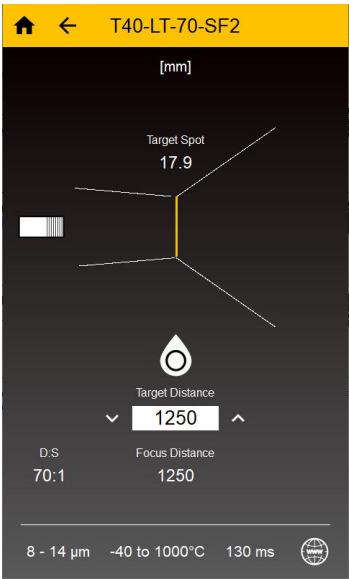 T40-LT-70-SF2
[mm]
Target Spot
17.9
Target Distance
1250
D:S Focus Distance
70:1 1250
8 - 14 µm -40 to 1000°C 130 ms www